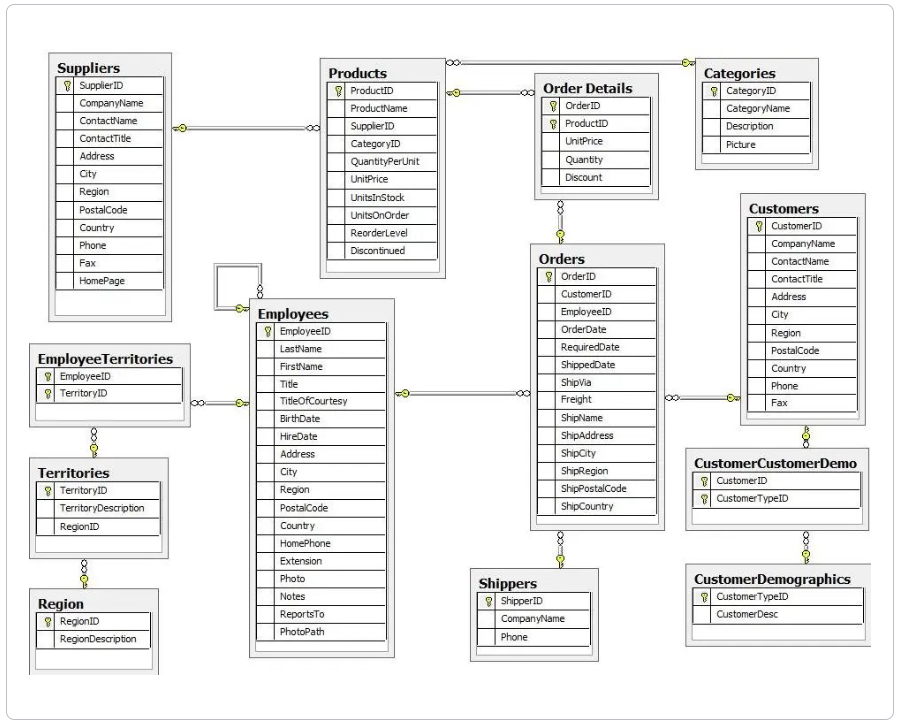 Suppliers
SupplierID
CompanyName
ContactName
ContactTitle
Address
City
Region
PostalCode
Country
Phone
Fax
HomePage
Products
ProductID
ProductName
SupplierID
CategoryID
QuantityPerUnit
UnitPrice
UnitsInStock
UnitsOnOrder
ReorderLevel
Discontinued
Order Details
OrderID
ProductID
UnitPrice
Quantity
Discount
Categories
CategoryID
CategoryName
Description
Picture
Customers
CustomerID
CompanyName
ContactName
ContactTitle
Address
City
Region
PostalCode
Country
Phone
Fax
Orders
OrderID
CustomerID
EmployeeID
OrderDate
RequiredDate
ShippedDate
ShipVia
Freight
ShipName
ShipAddress
ShipCity
ShipRegion
ShipPostalCode
ShipCountry
Employees
EmployeeID
LastName
FirstName
Title
TitleOfCourtesy
BirthDate
HireDate
Address
City
Region
PostalCode
Country
HomePhone
Extension
Photo
Notes
ReportsTo
PhotoPath
EmployeeTerritories
EmployeeID
TerritoryID
Territories
TerritoryID
TerritoryDescription
RegionID
Region
RegionID
RegionDescription
Shippers
ShipperID
CompanyName
Phone
CustomerCustomerDemo
CustomerID
CustomerTypeID
CustomerDemographics
CustomerTypeID
CustomerDesc